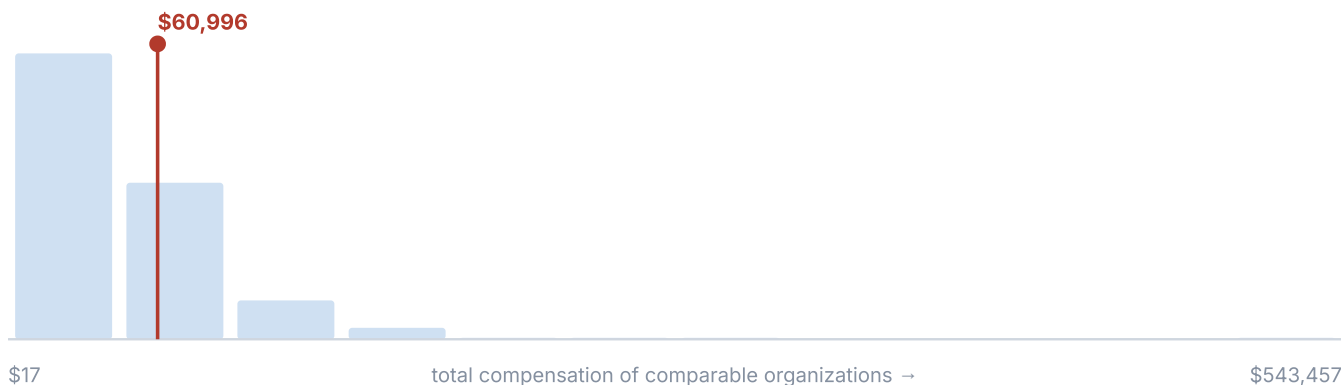 $60,996
$17
total compensation of comparable organizations →
$543,457